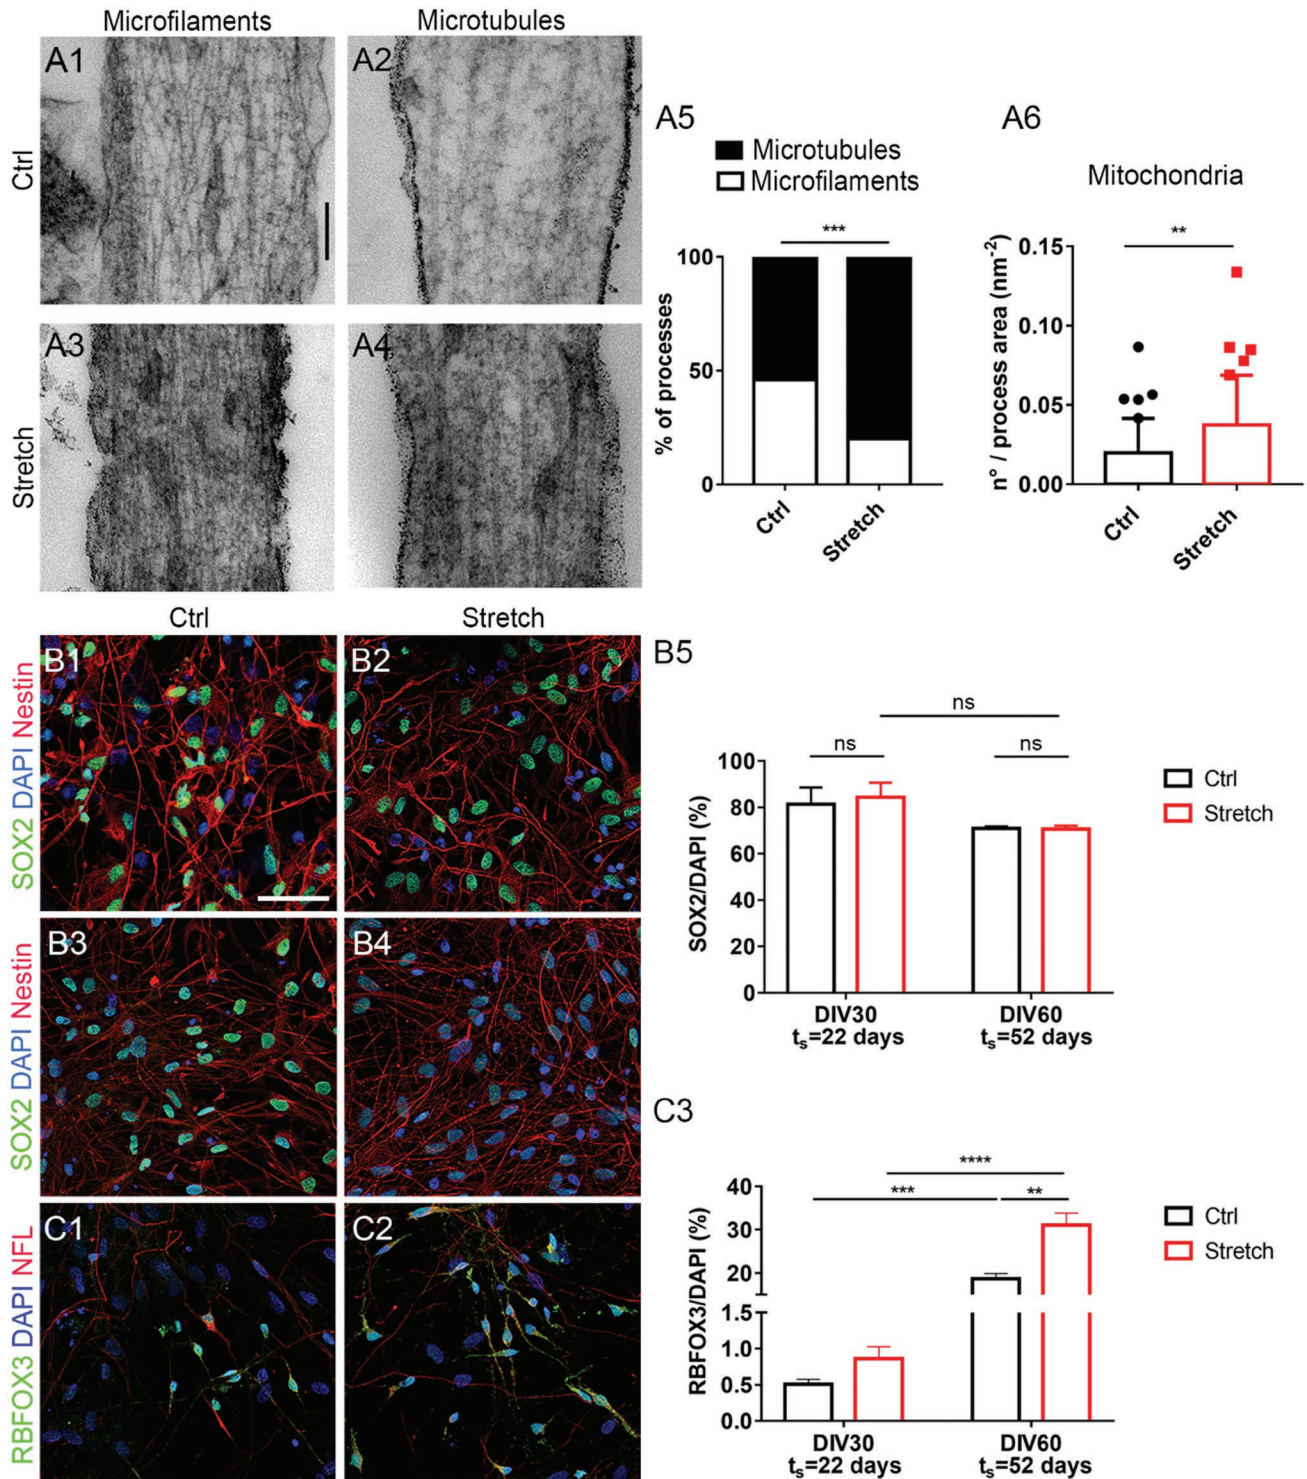 Microfilaments
Microtubules
Ctrl
A1
A2
Stretch
A3
A4
A5
Microtubules
Microfilaments
***
% of processes
100
50
0
Ctrl
Stretch
A6
Mitochondria
**
n° / process area (nm-2)
0.15
0.10
0.05
0.00
Ctrl
Stretch
Ctrl
Stretch
SOX2 DAPI Nestin
B1
B2
SOX2 DAPI Nestin
B3
B4
RBFOX3 DAPI NFL
C1
C2
B5
ns
ns
ns
SOX2/DAPI (%)
100
80
60
40
20
0
DIV30
DIV60
ts=22 days
ts=52 days
Ctrl
Stretch
C3
****
***
**
RBFOX3/DAPI (%)
40
30
20
1.5
1.0
0.5
0.0
DIV30
DIV60
ts=22 days
ts=52 days
Ctrl
Stretch